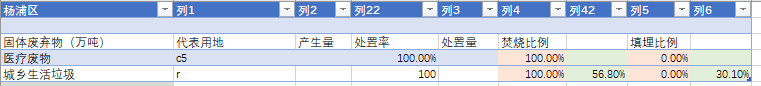 杨浦区 列1 列2 列22 列3 列4 列42 列5 列6
固体废弃物（万吨） 代表用地 产生量 处置率 处置量 焚烧比例 填埋比例
医疗废物 c5 100.00% 100.00% 0.00%
城乡生活垃圾 r 100 100.00% 56.80% 0.00% 30.10%